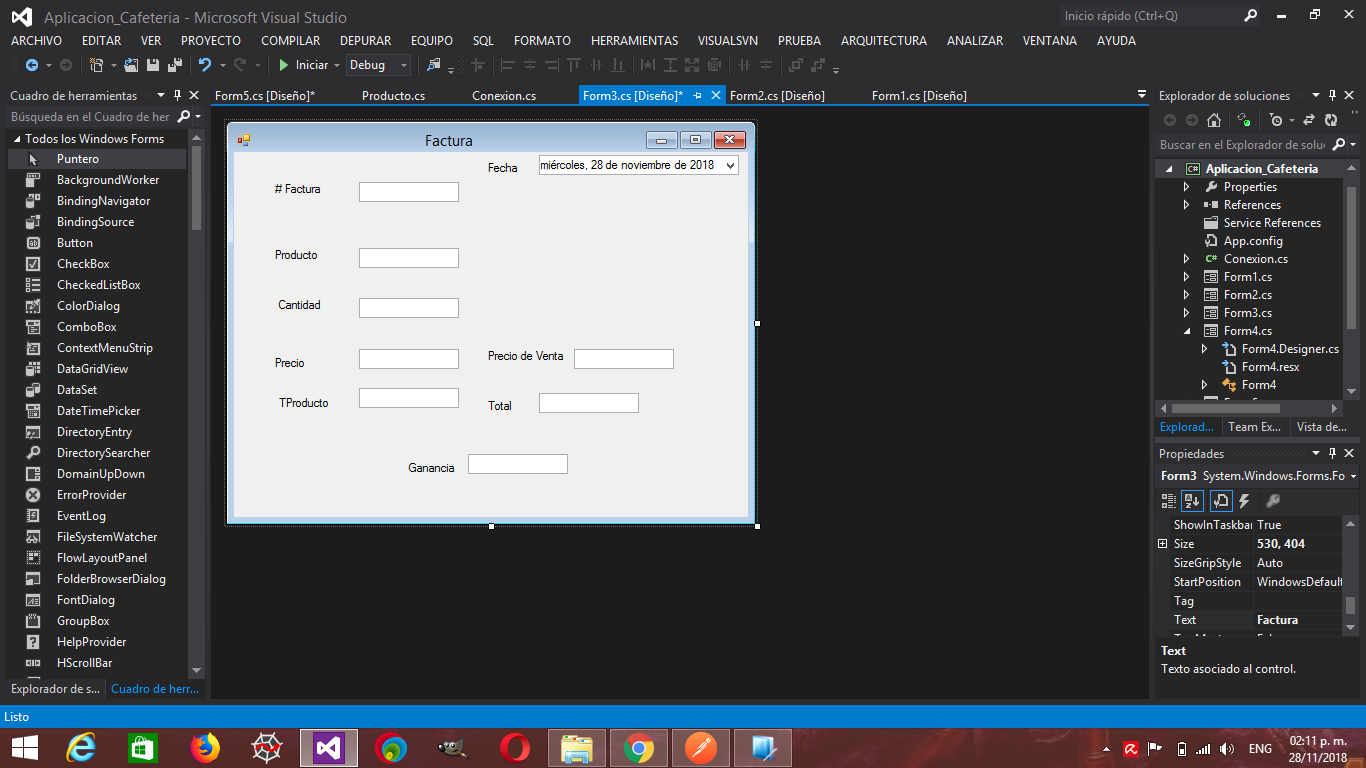 Aplicacion_Cafeteria - Microsoft Visual Studio
Inicio rápido (Ctrl+Q)
ARCHIVO EDITAR VER PROYECTO COMPILAR DEPURAR EQUIPO SQL FORMATO HERRAMIENTAS VISUALSVN PRUEBA ARQUITECTURA ANALIZAR VENTANA AYUDA
Iniciar Debug
Cuadro de herramientas
Búsqueda en el Cuadro de her
Todos los Windows Forms
Puntero
BackgroundWorker
BindingNavigator
BindingSource
Button
CheckBox
CheckedListBox
ColorDialog
ComboBox
ContextMenuStrip
DataGridView
DataSet
DateTimePicker
DirectoryEntry
DirectorySearcher
DomainUpDown
ErrorProvider
EventLog
FileSystemWatcher
FlowLayoutPanel
FolderBrowserDialog
FontDialog
GroupBox
HelpProvider
HScrollBar
Explorador de s... Cuadro de herr...
Form5.cs [Diseño]* Producto.cs Conexion.cs Form3.cs [Diseño]* Form2.cs [Diseño] Form1.cs [Diseño]
Factura
Fecha miércoles, 28 de noviembre de 2018
# Factura
Producto
Cantidad
Precio Precio de Venta
TProducto Total
Ganancia
Explorador de soluciones
Buscar en el Explorador de soluc
Aplicacion_Cafeteria
Properties
References
Service References
App.config
Conexion.cs
Form1.cs
Form2.cs
Form3.cs
Form4.cs
Form4.Designer.cs
Form4.resx
Form4
Explorad... Team Ex... Vista de...
Propiedades
Form3 System.Windows.Forms.Fo
ShowInTaskbar True
Size 530, 404
SizeGripStyle Auto
StartPosition WindowsDefault
Tag
Text Factura
Text
Texto asociado al control.
Listo
ENG
02:11 p. m.
28/11/2018